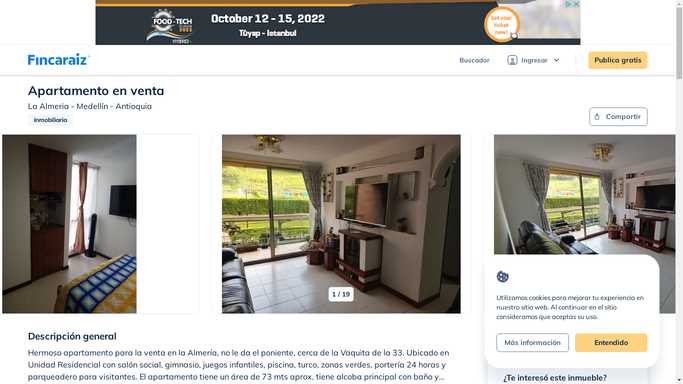 FOOD-TECH
October 12 - 15, 2022
Tüyap - Istanbul
Get your
ticket
now!
Fincaraiz
Buscador
Ingresar
Publica gratis
Apartamento en venta
La Almeria - Medellín - Antioquia
Inmobiliaria
Compartir
1 / 19
Utilizamos cookies para mejorar tu experiencia en
nuestro sitio web. Al continuar en el sitio
consideramos que aceptas su uso.
Más información
Entendido
Descripción general
Hermoso apartamento para la venta en la Almería, no le da el poniente, cerca de la Vaquita de la 33. Ubicado en
Unidad Residencial con salón social, gimnasio, juegos infantiles, piscina, turco, zonas verdes, portería 24 horas y
parqueadero para visitantes. El apartamento tiene un área de 73 mts aprox, tiene alcoba principal con baño y...
¿Te interesó este inmueble?